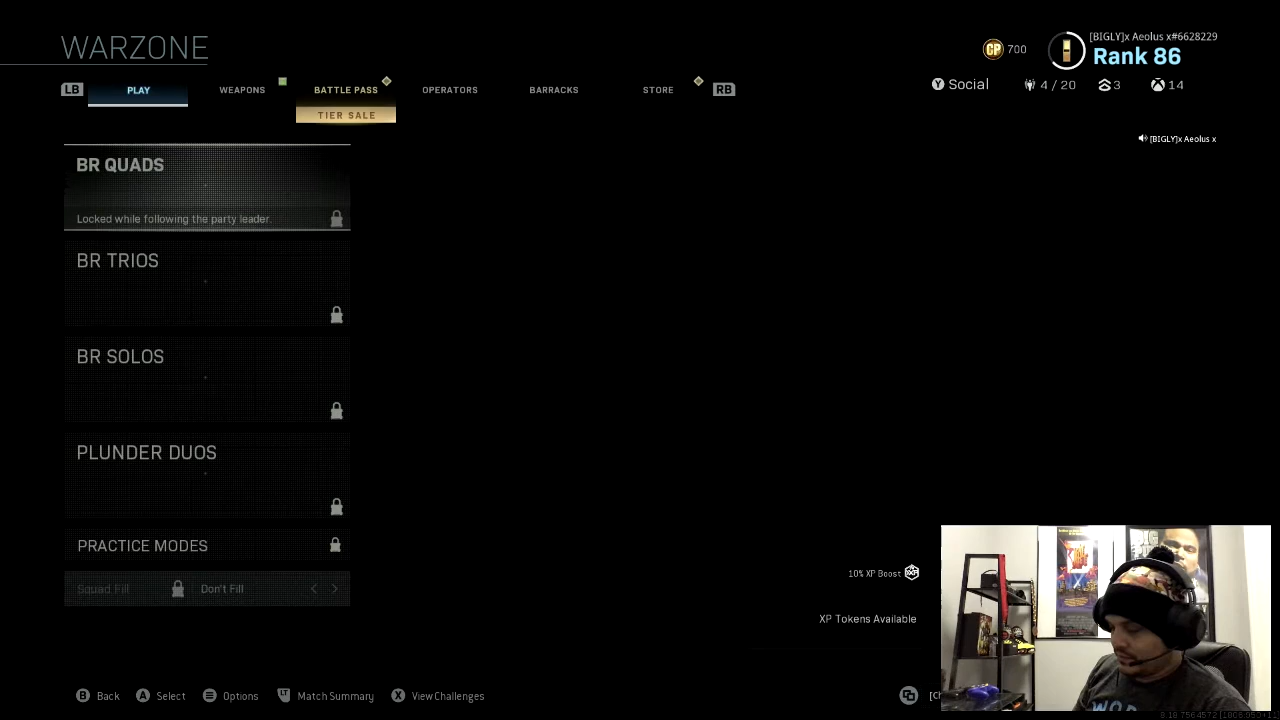 WARZONE
CP 700
[BIGLY]x Aeolus x#6628229
Rank 86
LB PLAY WEAPONS BATTLE PASS OPERATORS BARRACKS STORE RB
TIER SALE
Y Social 4 / 20 3 14
[BIGLY]x Aeolus x
BR QUADS
Locked while following the party leader.
BR TRIOS
BR SOLOS
PLUNDER DUOS
PRACTICE MODES
Squad Fill Don't Fill
10% XP Boost
XP Tokens Available
BIG
B Back A Select Options LT Match Summary X View Challenges